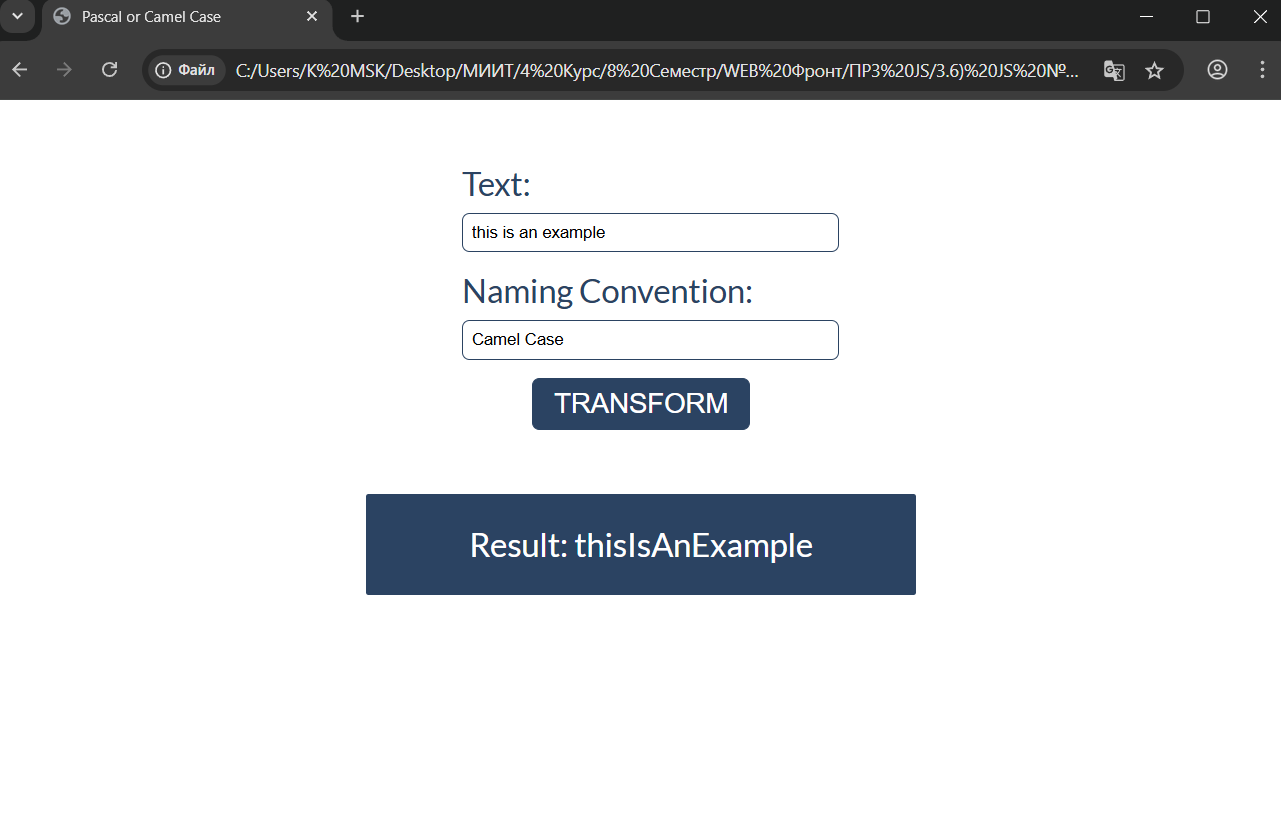 Pascal or Camel Case
Файл C:/Users/K%20MSK/Desktop/МИИТ/4%20Курс/8%20Семестр/WEB%20Фронт/ПР3%20JS/3.6)%20JS%20№...
Text:
this is an example
Naming Convention:
Camel Case
TRANSFORM
Result: thisIsAnExample